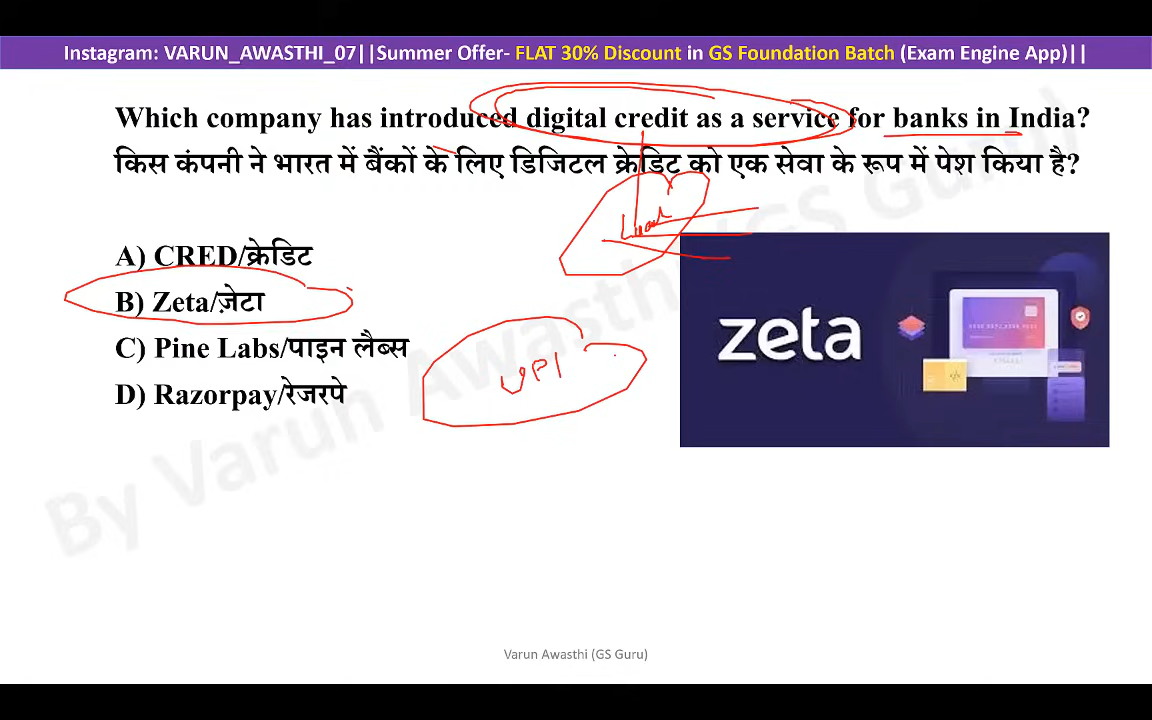 Instagram: VARUN_AWASTHI_07||Summer Offer- FLAT 30% Discount in GS Foundation Batch (Exam Engine App)||
Which company has introduced digital credit as a service for banks in India?
किस कंपनी ने भारत में बैंकों के लिए डिजिटल क्रेडिट को एक सेवा के रूप में पेश किया है?
A) CRED/क्रेडिट
B) Zeta/ज़ेटा
C) Pine Labs/पाइन लैब्स
D) Razorpay/रेजरपे
zeta
UPI
By Varun Awasthi (GS Guru)
Varun Awasthi (GS Guru)